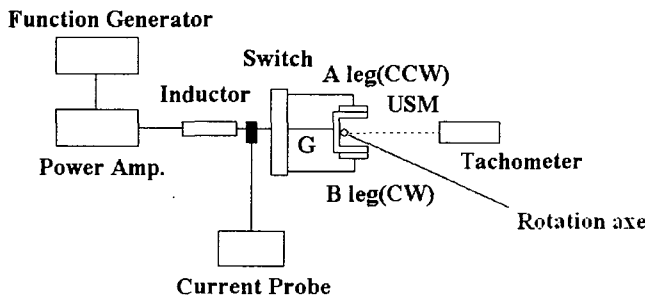 Function Generator
Switch
A leg(CCW)
Inductor
USM
G
Power Amp.
Tachometer
B leg(CW)
Rotation axe
Current Probe